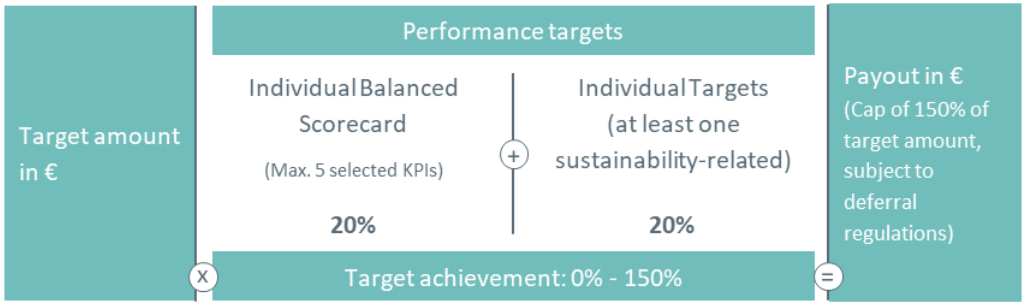 Target amount
in €
x
Performance targets
Individual Balanced
Scorecard
(Max. 5 selected KPIs)
20%
+
Individual Targets
(at least one
sustainability-related)
20%
Target achievement: 0% - 150%
=
Payout in €
(Cap of 150% of
target amount,
subject to
deferral
regulations)